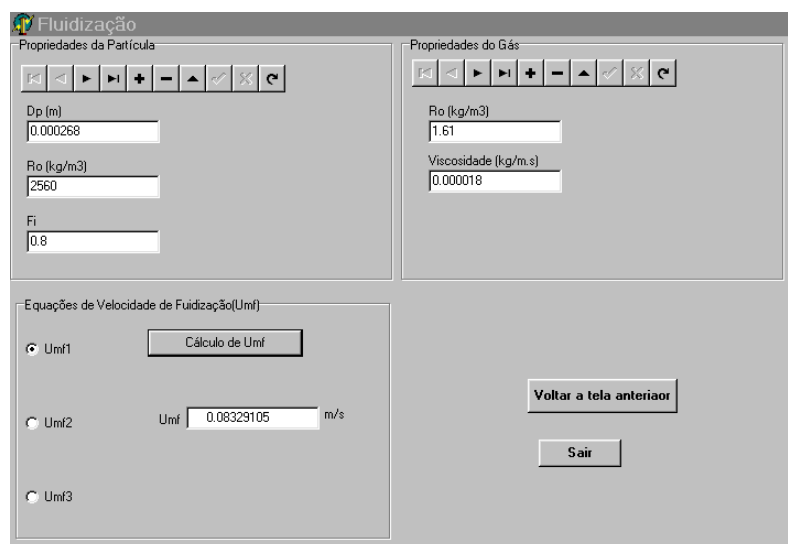 Fluidização
Propriedades da Partícula
Dp (m)
0.000268
Ro (kg/m3)
2560
Fi
0.8
Propriedades do Gás
Ro (kg/m3)
1.61
Viscosidade (kg/m.s)
0.000018
Equações de Velocidade de Fuidização(Umf)
Umf1
Cálculo de Umf
Umf2
Umf 0.08329105 m/s
Umf3
Voltar a tela anteriaor
Sair